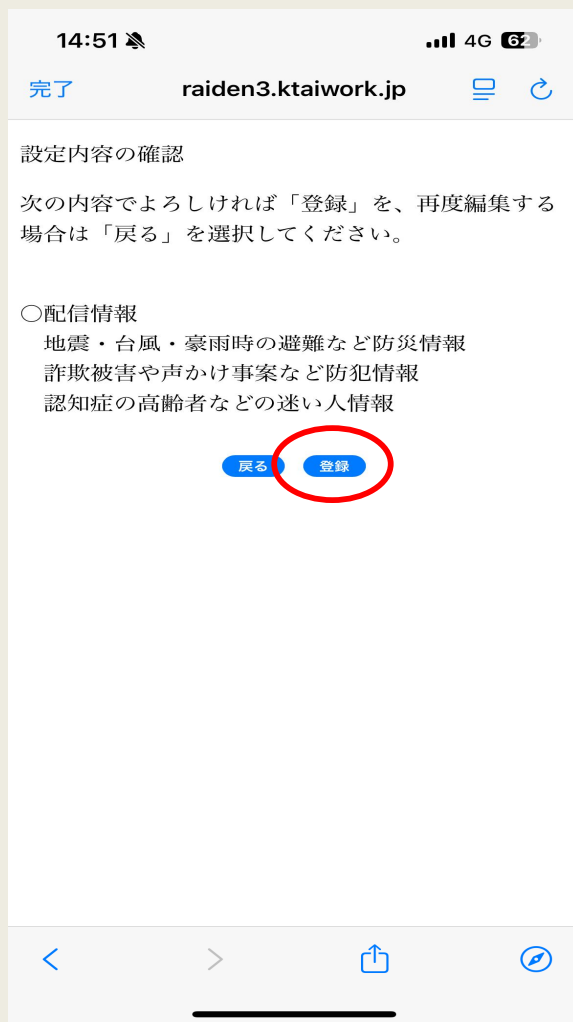 14:51
4G 62
完了 raiden3.ktaiwork.jp
設定内容の確認
次の内容でよろしければ「登録」を、再度編集する
場合は「戻る」を選択してください。
○配信情報
地震・台風・豪雨時の避難など防災情報
詐欺被害や声かけ事案など防犯情報
認知症の高齢者などの迷い人情報
戻る 登録